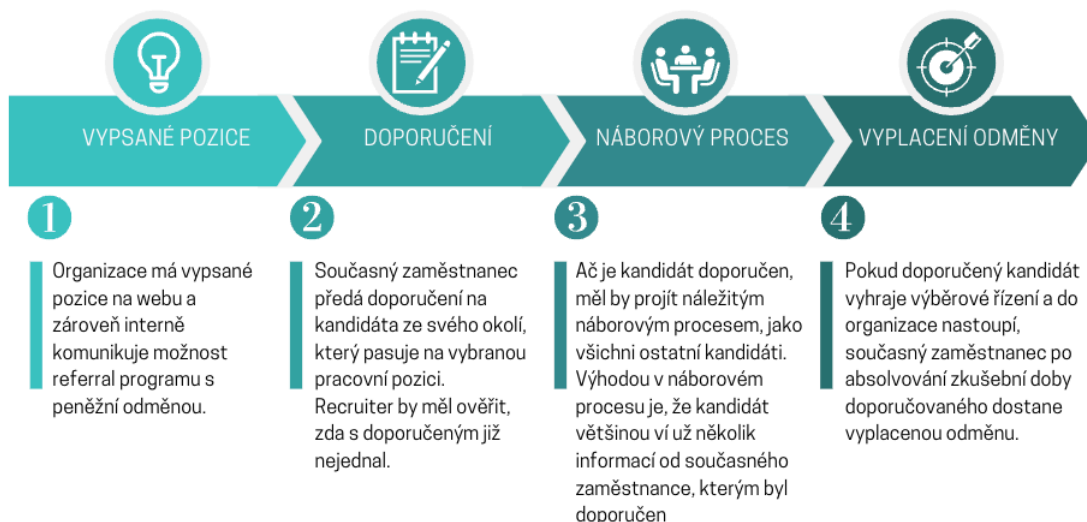 VYPSANÉ POZICE
DOPORUČENÍ
NÁBOROVÝ PROCES
VYPLACENÍ ODMĚNY
1
Organizace má vypsané
pozice na webu a
zároveň interně
komunikuje možnost
referral programu s
peněžní odměnou.
2
Současný zaměstnanec
předá doporučení na
kandidáta ze svého okolí,
který pasuje na vybranou
pracovní pozici.
Recruiter by měl ověřit,
zda s doporučeným již
nejednal.
3
Ač je kandidát doporučen,
měl by projít náležitým
náborovým procesem, jako
všichni ostatní kandidáti.
Výhodou v náborovém
procesu je, že kandidát
většinou ví už několik
informací od současného
zaměstnance, kterým byl
doporučen
4
Pokud doporučený kandidát
vyhraje výběrové řízení a do
organizace nastoupí,
současný zaměstnanec po
absolvování zkušební doby
doporučovaného dostane
vyplacenou odměnu.